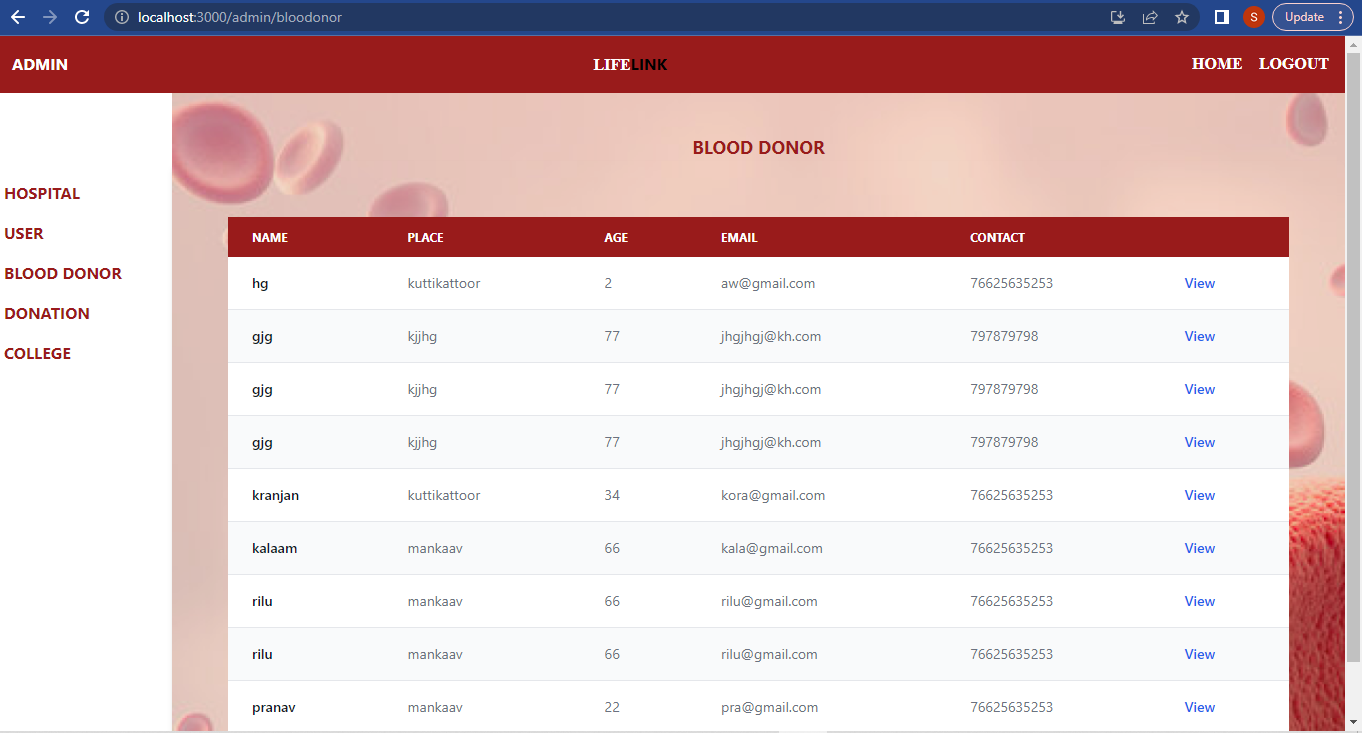 localhost:3000/admin/bloodonor
S
Update
ADMIN
LIFELINK
HOME LOGOUT
HOSPITAL
USER
BLOOD DONOR
DONATION
COLLEGE
BLOOD DONOR
NAME PLACE AGE EMAIL CONTACT
hg kuttikattoor 2 aw@gmail.com 76625635253 View
gjg kjjhg 77 jhgjhgj@kh.com 797879798 View
gjg kjjhg 77 jhgjhgj@kh.com 797879798 View
gjg kjjhg 77 jhgjhgj@kh.com 797879798 View
kranjan kuttikattoor 34 kora@gmail.com 76625635253 View
kalaam mankaav 66 kala@gmail.com 76625635253 View
rilu mankaav 66 rilu@gmail.com 76625635253 View
rilu mankaav 66 rilu@gmail.com 76625635253 View
pranav mankaav 22 pra@gmail.com 76625635253 View